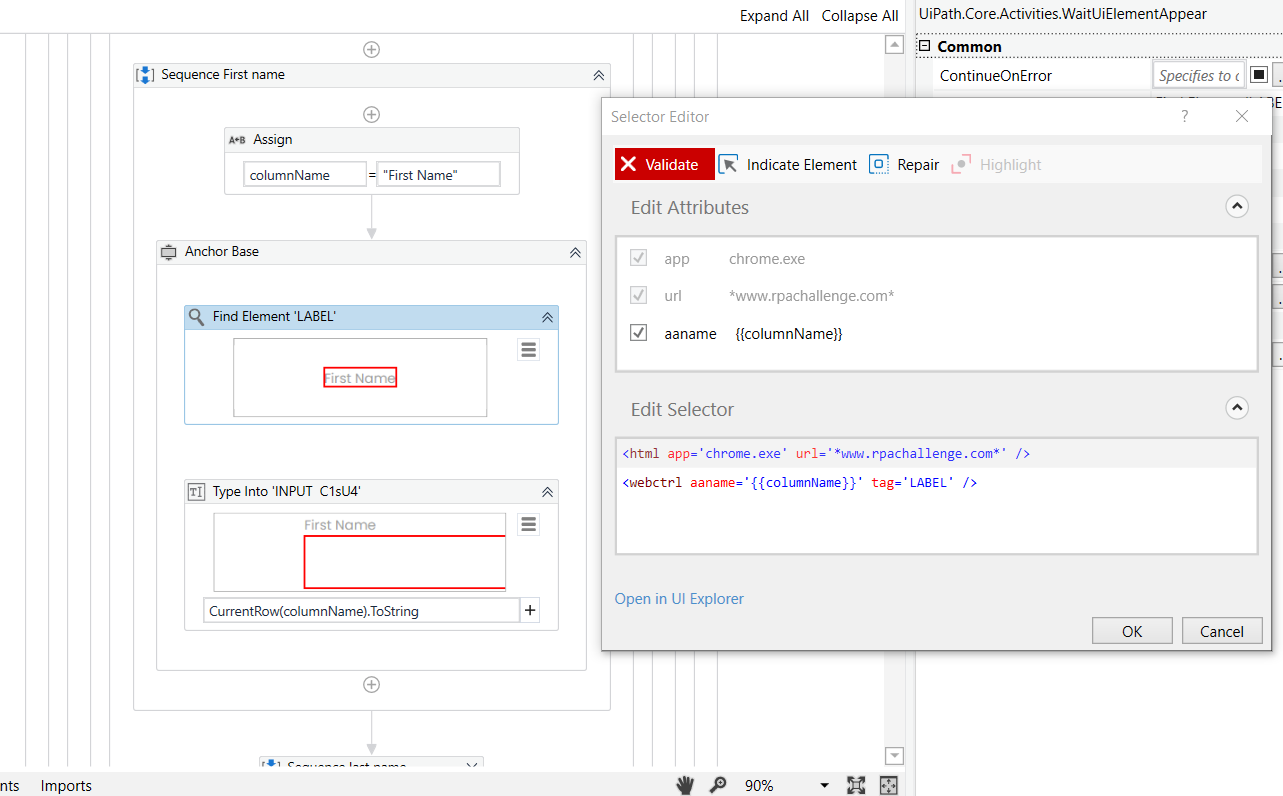 Expand All Collapse All
UiPath.Core.Activities.WaitUiElementAppear
Common
ContinueOnError
Specifies to c
Sequence First name
Assign
A+B
columnName = "First Name"
Anchor Base
Find Element 'LABEL'
First Name
Type Into 'INPUT C1sU4'
First Name
CurrentRow(columnName).ToString +
Sequence last name
nts Imports
90%
Selector Editor
?
Validate Indicate Element Repair Highlight
Edit Attributes
app chrome.exe
url *www.rpachallenge.com*
aaname {{columnName}}
Edit Selector
<html app='chrome.exe' url='*www.rpachallenge.com*' />
<webctrl aaname='{{columnName}}' tag='LABEL' />
Open in UI Explorer
OK Cancel